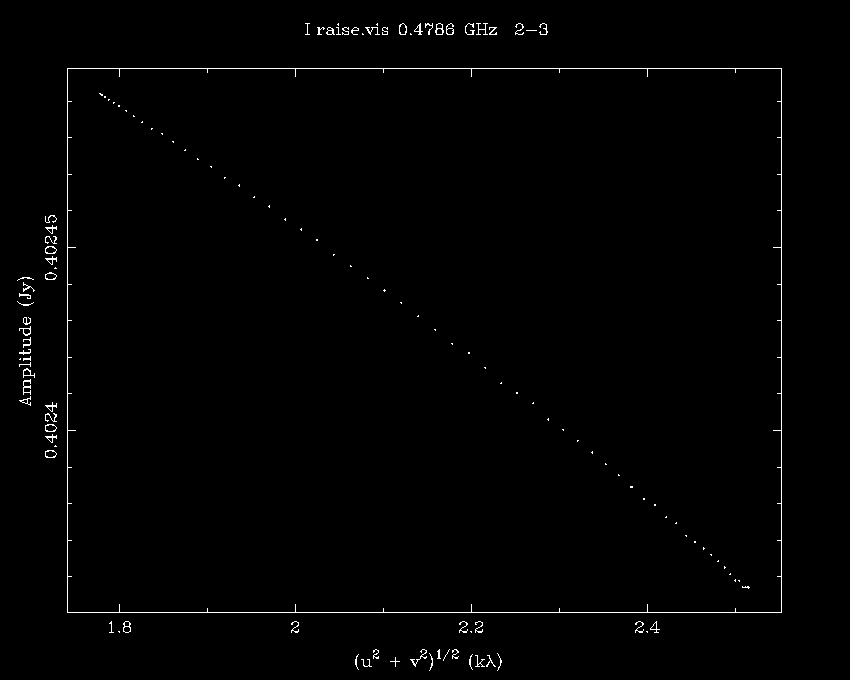 I raise.vis 0.4786 GHz 2−3
0.40245
0.4024
Amplitude (Jy)
1.8 2 2.2 2.4
(u² + v²)^1/2 (kλ)